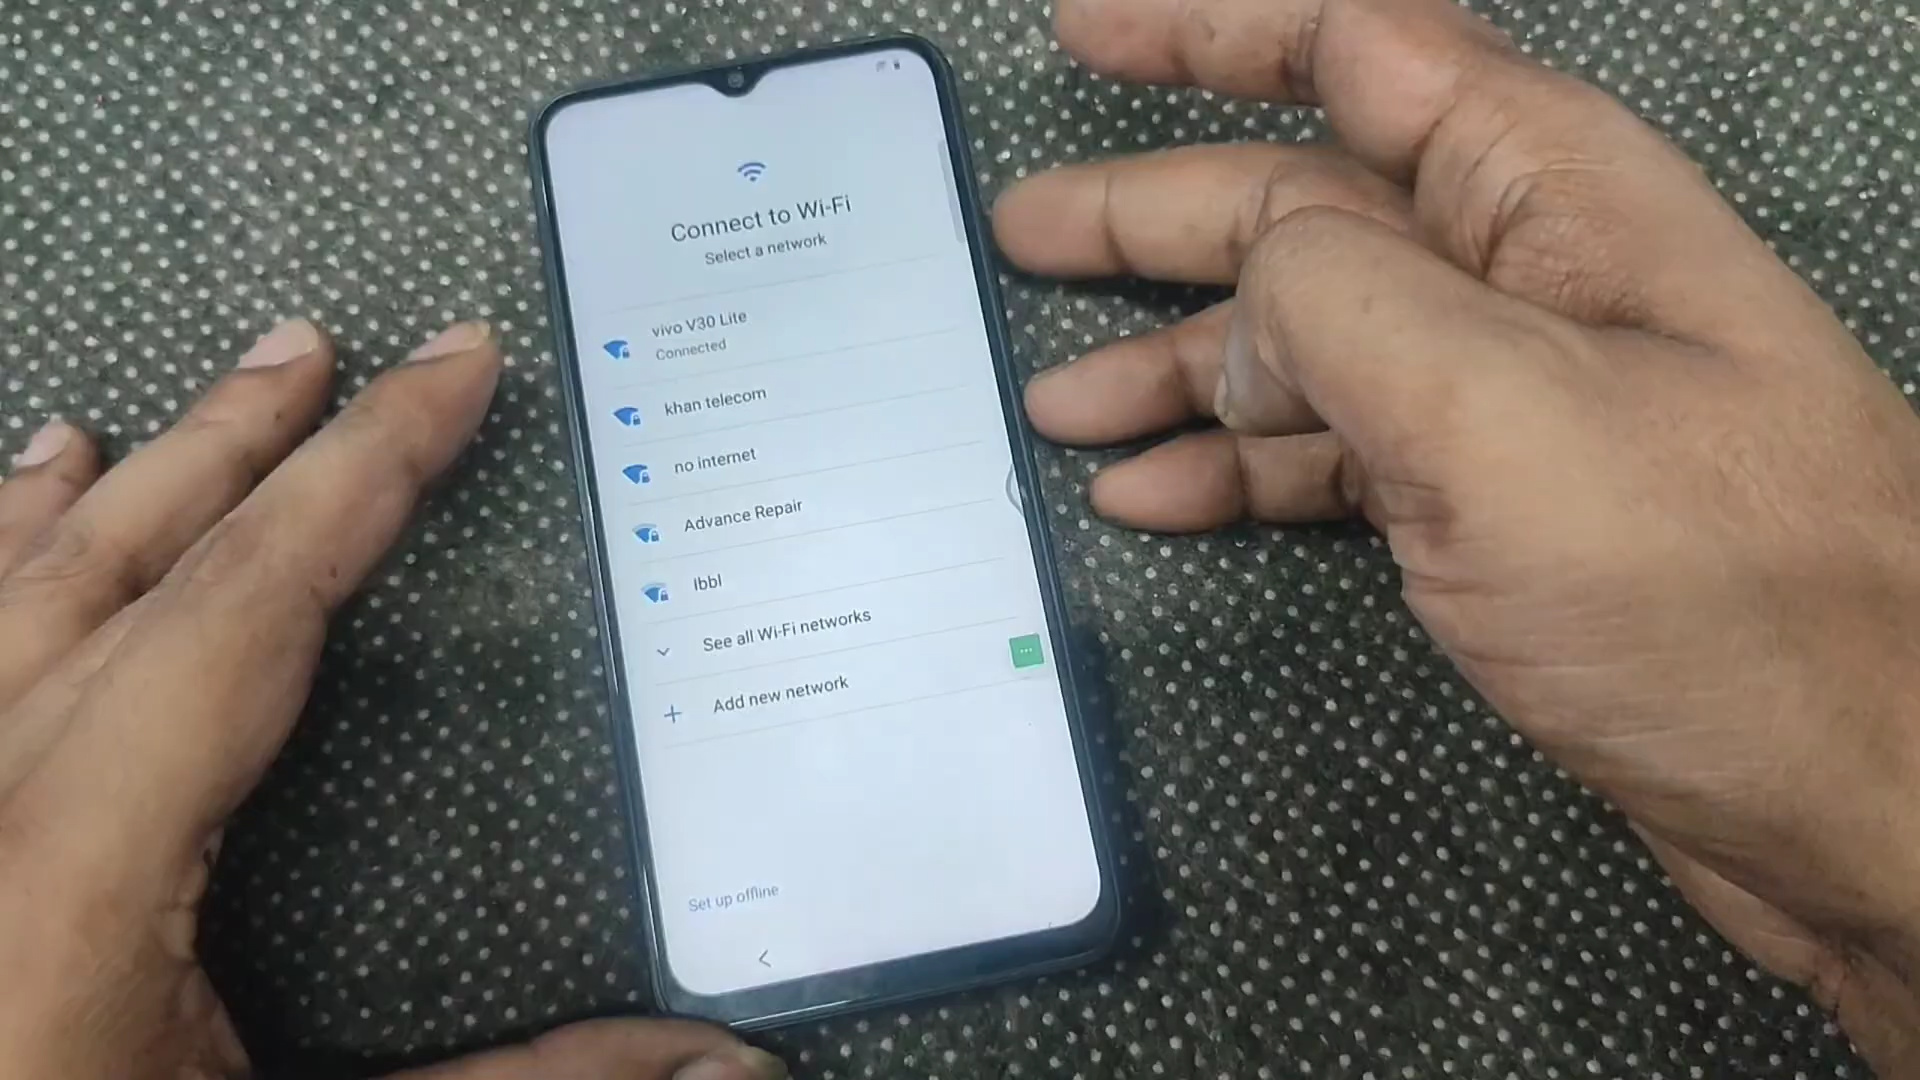 Connect to Wi-Fi
Select a network
vivo V30 Lite
Connected
khan telecom
no internet
Advance Repair
lbbl
See all Wi-Fi networks
Add new network
Set up offline